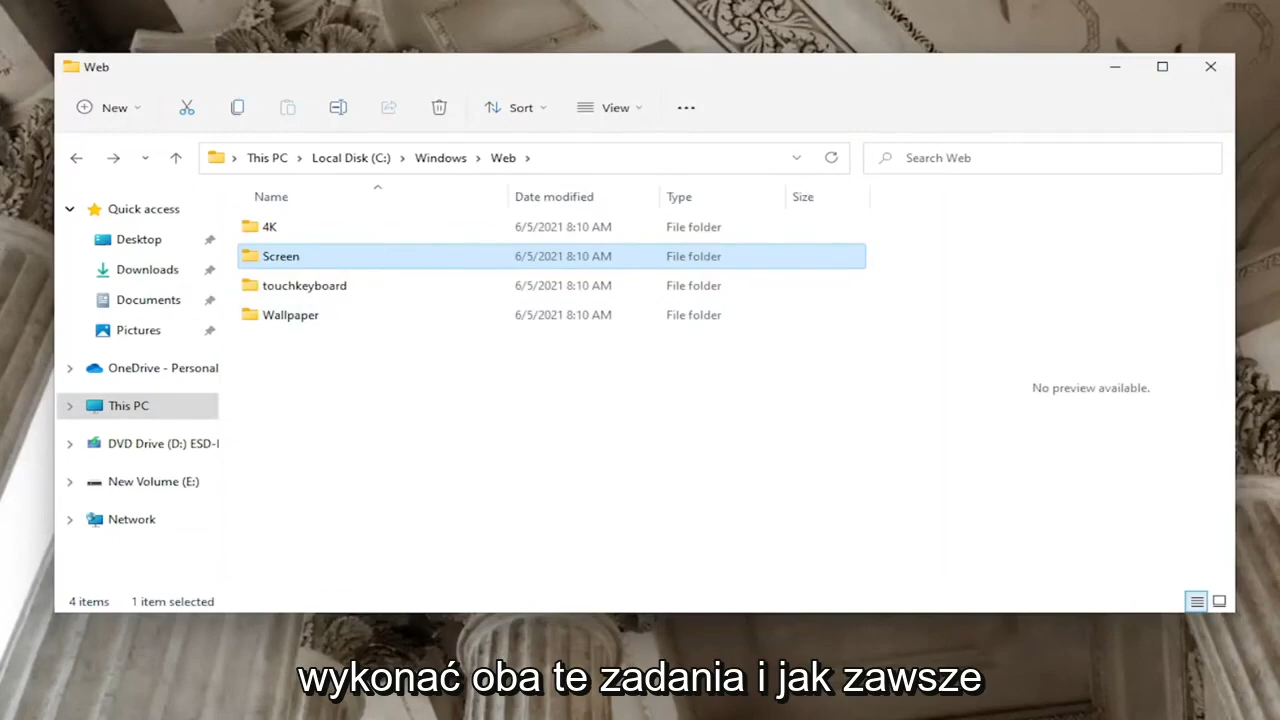 Web
New
Sort
View
This PC > Local Disk (C:) > Windows > Web >
Search Web
Name Date modified Type Size
Quick access
Desktop
Downloads
Documents
Pictures
OneDrive - Personal
This PC
DVD Drive (D:) ESD-I
New Volume (E:)
Network
4K 6/5/2021 8:10 AM File folder
Screen 6/5/2021 8:10 AM File folder
touchkeyboard 6/5/2021 8:10 AM File folder
Wallpaper 6/5/2021 8:10 AM File folder
No preview available.
4 items 1 item selected
wykonać oba te zadania i jak zawsze